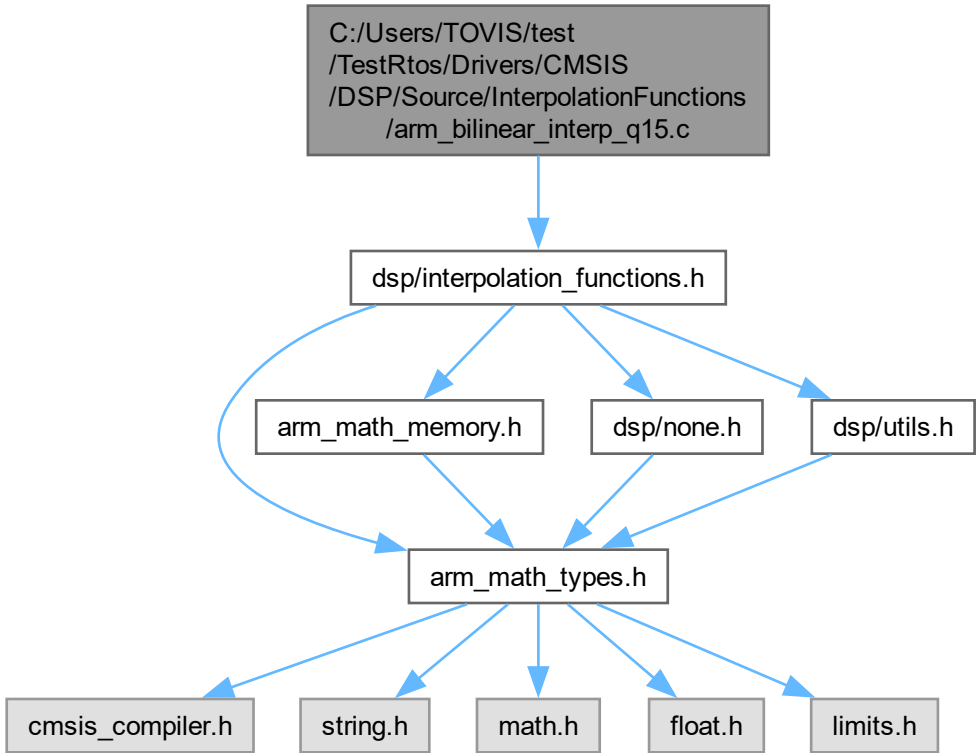 C:/Users/TOVIS/test
/TestRtos/Drivers/CMSIS
/DSP/Source/InterpolationFunctions
/arm_bilinear_interp_q15.c
dsp/interpolation_functions.h
arm_math_memory.h
dsp/none.h
dsp/utils.h
arm_math_types.h
cmsis_compiler.h
string.h
math.h
float.h
limits.h